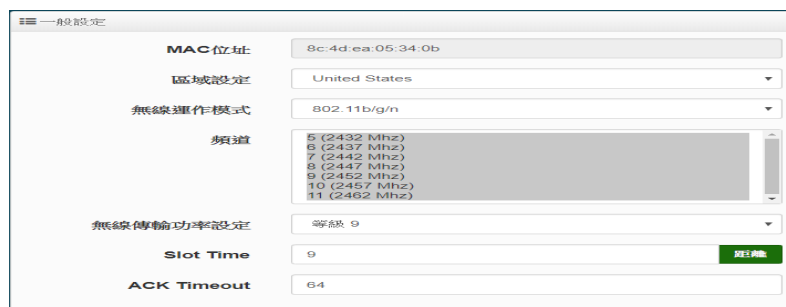 一般設定
MAC位址
8c:4d:ea:05:34:0b
區域設定
United States
無線運作模式
802.11b/g/n
頻道
5 (2432 Mhz)
6 (2437 Mhz)
7 (2442 Mhz)
8 (2447 Mhz)
9 (2452 Mhz)
10 (2457 Mhz)
11 (2462 Mhz)
無線傳輸功率設定
等級 9
Slot Time
9
距離
ACK Timeout
64